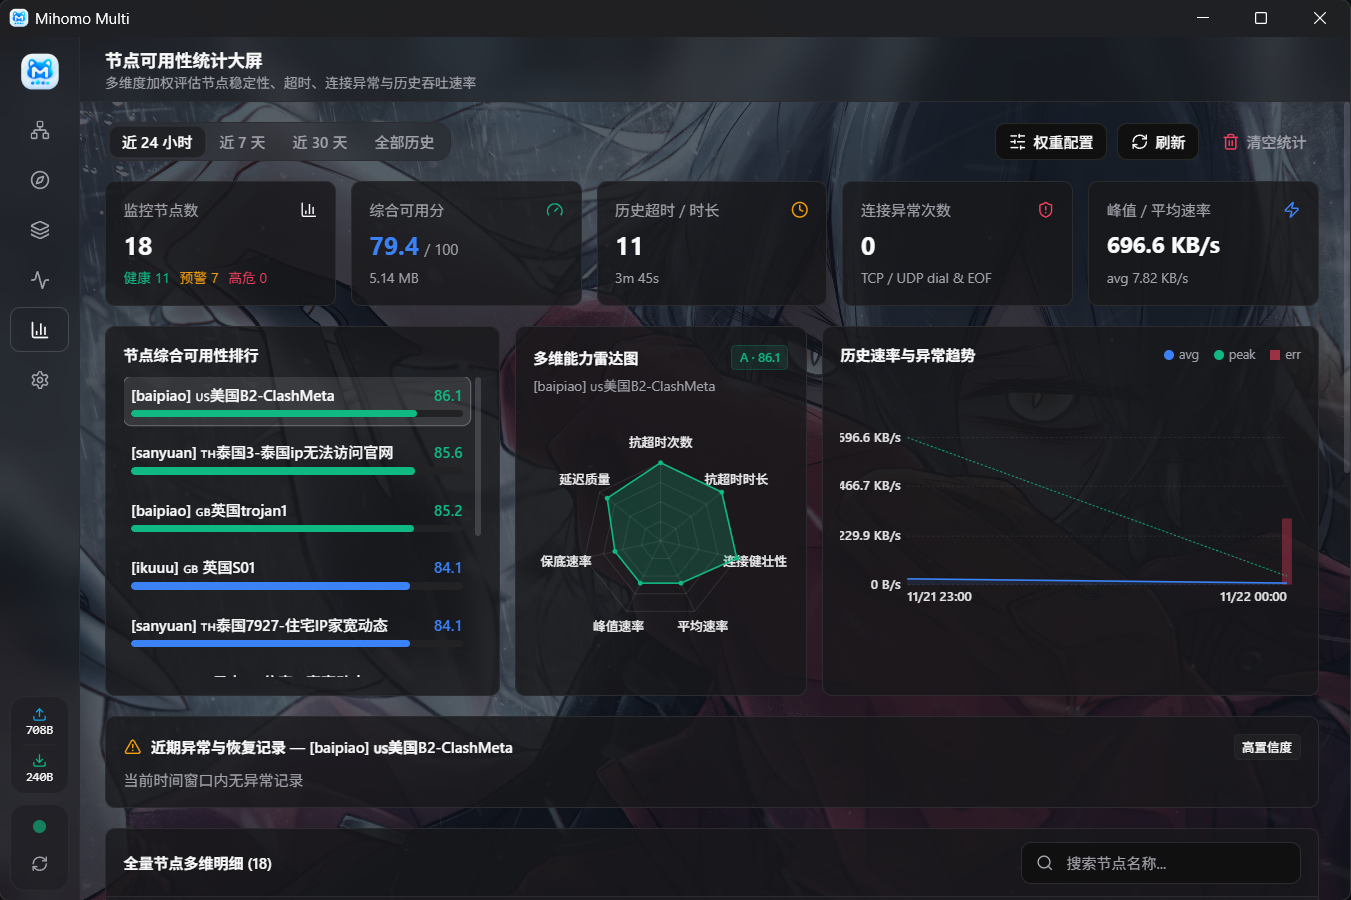 Mihomo Multi
节点可用性统计大屏
多维度加权评估节点稳定性、超时、连接异常与历史吞吐速率
近 24 小时
近 7 天
近 30 天
全部历史
权重配置
刷新
清空统计
监控节点数
18
健康 11 预警 7 高危 0
综合可用分
79.4 / 100
5.14 MB
历史超时 / 时长
11
3m 45s
连接异常次数
0
TCP / UDP dial & EOF
峰值 / 平均速率
696.6 KB/s
avg 7.82 KB/s
节点综合可用性排行
[baipiao] US美国B2-ClashMeta 86.1
[sanyuan] TH泰国3-泰国ip无法访问官网 85.6
[baipiao] GB英国trojan1 85.2
[ikuuu] GB 英国S01 84.1
[sanyuan] TH泰国7927-住宅IP家宽动态 84.1
多维能力雷达图
A · 86.1
[baipiao] us美国B2-ClashMeta
抗超时次数
延迟质量
抗超时时长
保底速率
连接健壮性
峰值速率
平均速率
历史速率与异常趋势
avg peak err
696.6 KB/s
466.7 KB/s
229.9 KB/s
0 B/s
11/21 23:00
11/22 00:00
708B
240B
近期异常与恢复记录 — [baipiao] us美国B2-ClashMeta
高置信度
当前时间窗口内无异常记录
全量节点多维明细 (18)
搜索节点名称...